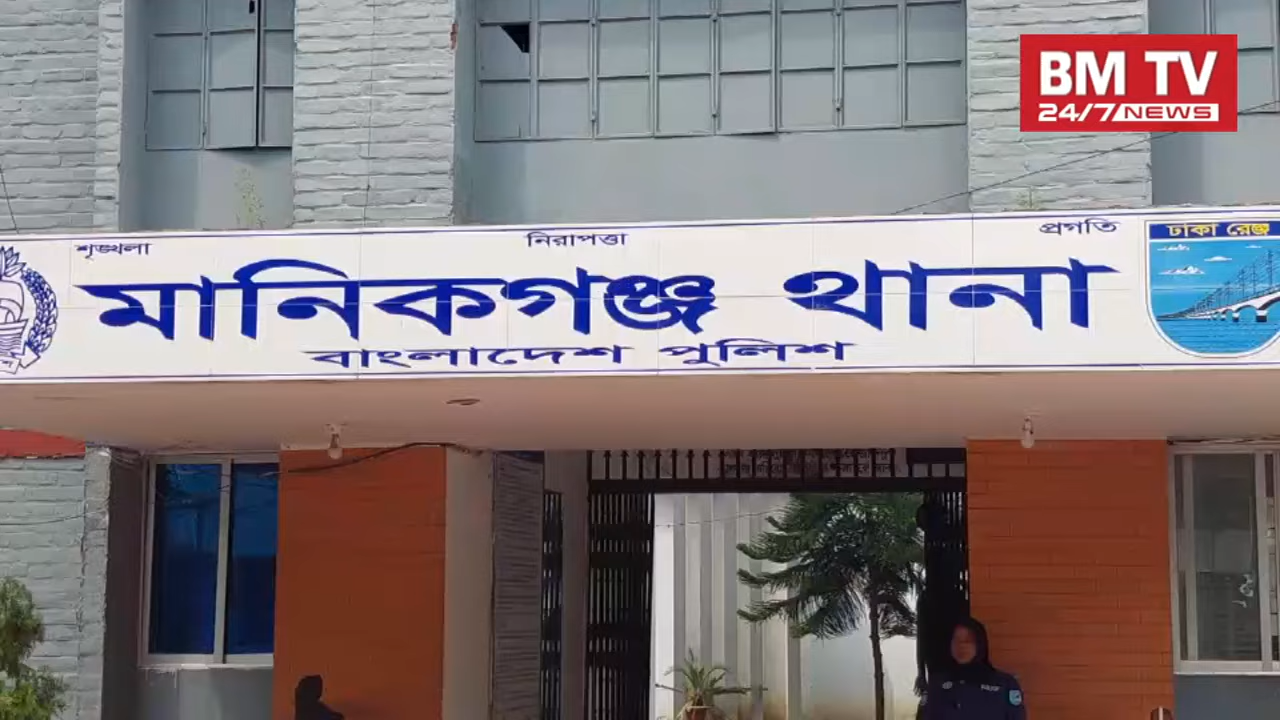 BM TV
24/7 NEWS
শৃঙ্খলা নিরাপত্তা প্রগতি
ঢাকা রেঞ্জ
মানিকগঞ্জ থানা
বাংলাদেশ পুলিশ